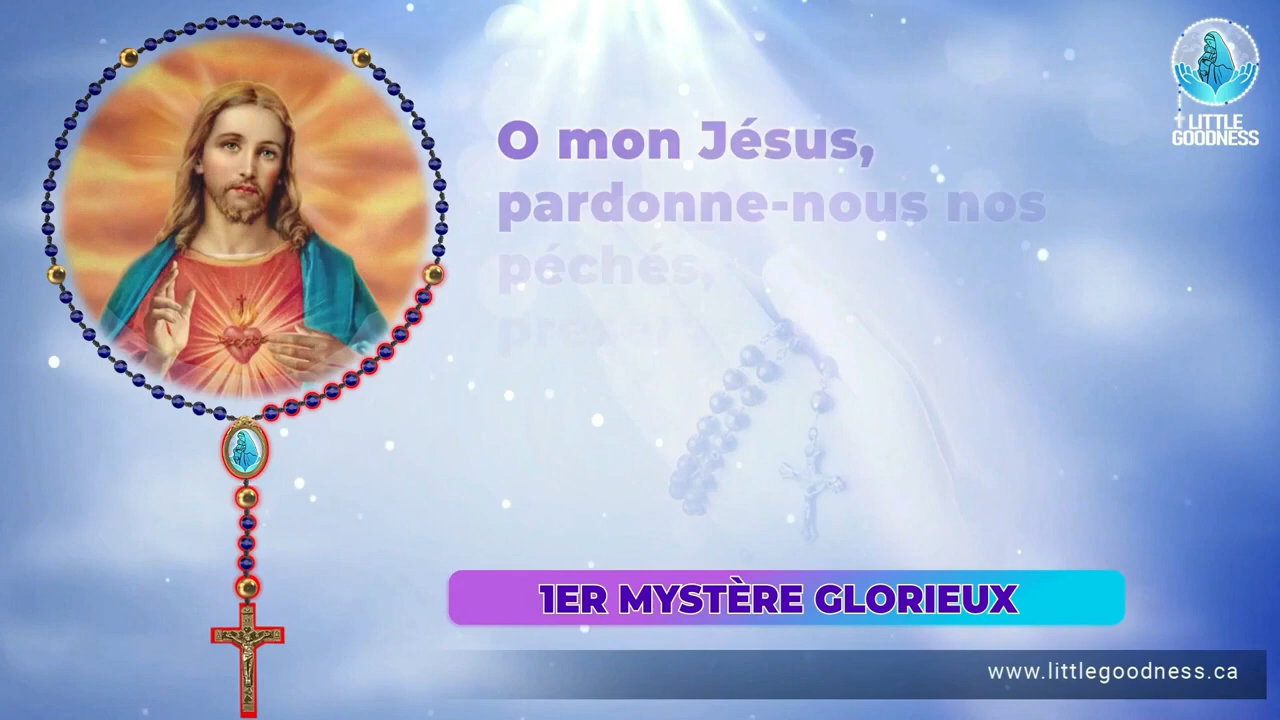 O mon Jésus,
pardonne-nous nos
péchés,
LITTLE
GOODNESS
1ER MYSTÈRE GLORIEUX
www.littlegoodness.ca